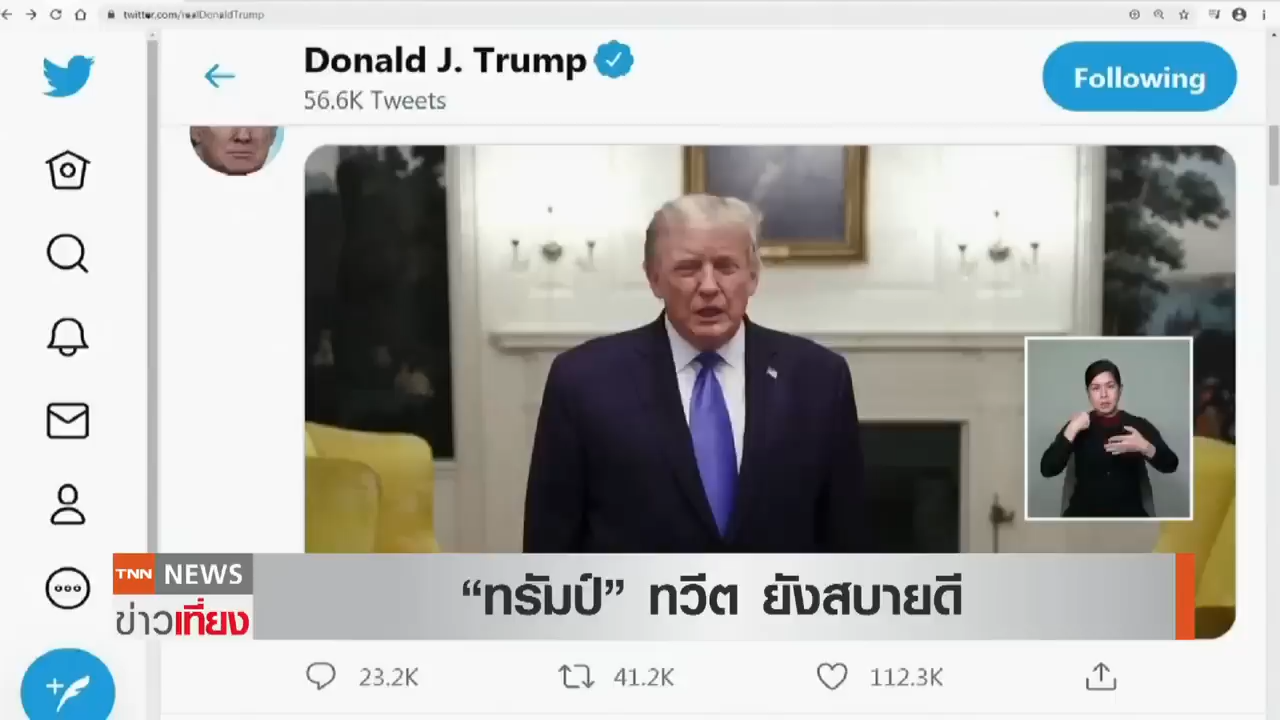 twitter.com/realDonaldTrump
Donald J. Trump
56.6K Tweets
Following
TNN NEWS
ข่าวเที่ยง
“ทรัมป์” ทวีต ยังสบายดี
23.2K
41.2K
112.3K